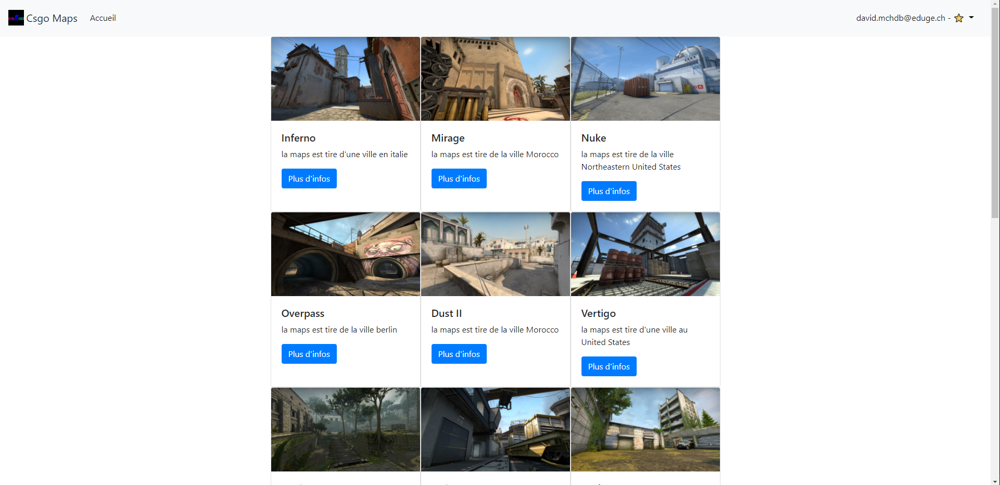 Csgo Maps
Accueil
david.mchdb@eduge.ch -
Inferno
la maps est tire d'une ville en italie
Plus d'infos
Mirage
la maps est tire de la ville Morocco
Plus d'infos
Nuke
la maps est tire de la ville
Northeastern United States
Plus d'infos
Overpass
la maps est tire de la ville berlin
Plus d'infos
Dust II
la maps est tire de la ville Morocco
Plus d'infos
Vertigo
la maps est tire d'une ville au
United States
Plus d'infos